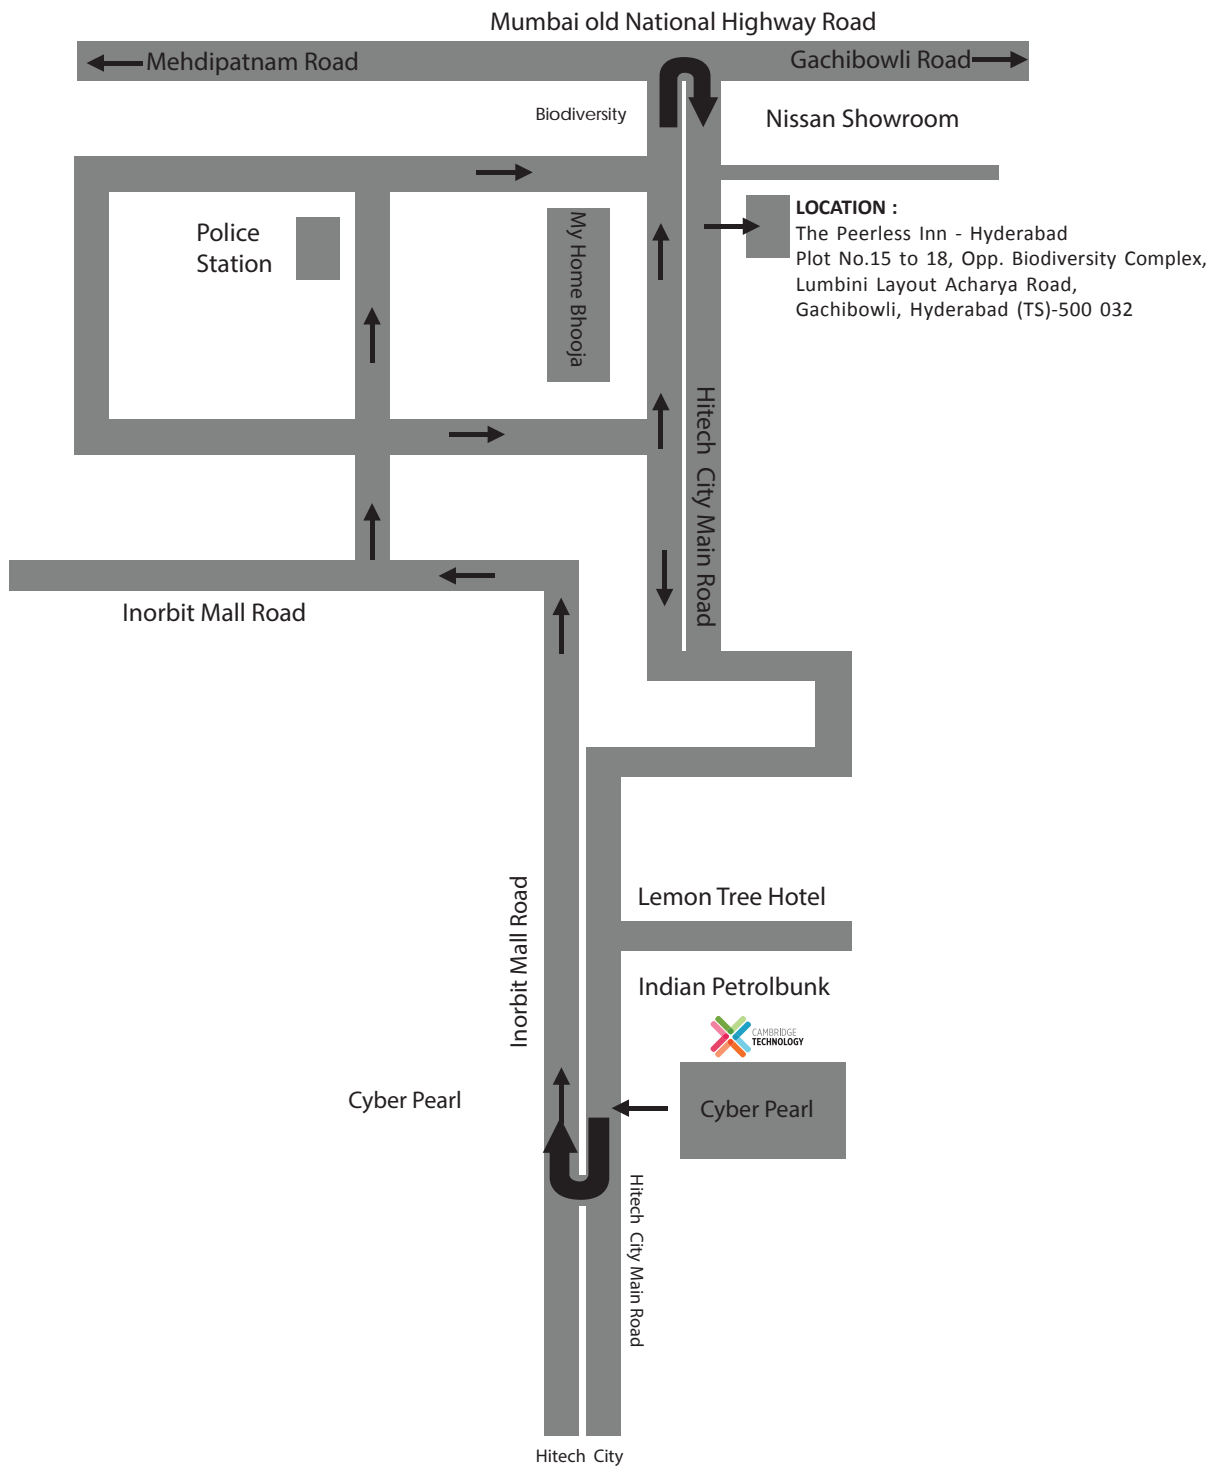 Mumbai old National Highway Road
Mehdipatnam Road
Gachibowli Road
Biodiversity
Nissan Showroom
LOCATION :
The Peerless Inn - Hyderabad
Plot No.15 to 18, Opp. Biodiversity Complex,
Lumbini Layout Acharya Road,
Gachibowli, Hyderabad (TS)-500 032
Police
Station
My Home Bhooja
Hitech City Main Road
Inorbit Mall Road
Inorbit Mall Road
Lemon Tree Hotel
Indian Petrolbunk
CAMBRIDGE
TECHNOLOGY
Cyber Pearl
Cyber Pearl
Hitech City Main Road
Hitech City